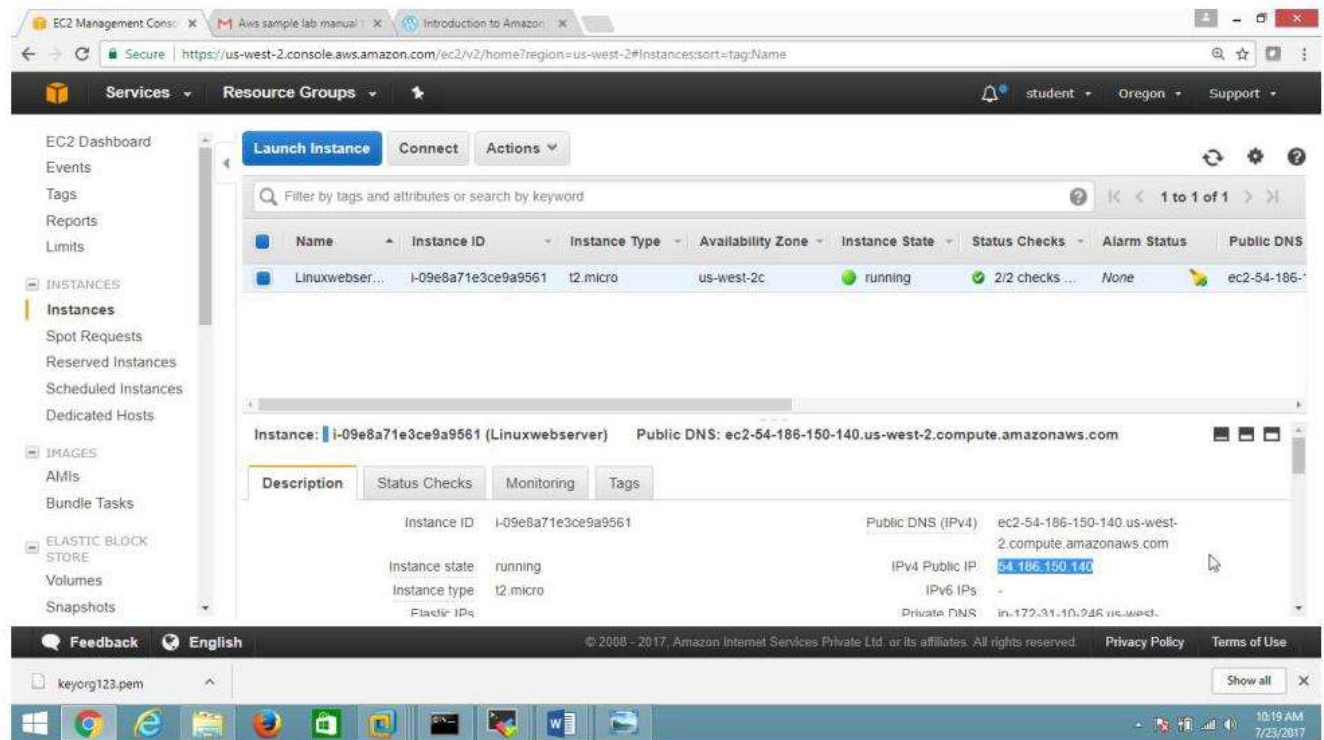 EC2 Management Conso
Aws sample lab manual
Introduction to Amazon
Secure https://us-west-2.console.aws.amazon.com/ec2/v2/home?region=us-west-2#Instances:sort=tag:Name
Services Resource Groups student Oregon Support
EC2 Dashboard
Events
Tags
Reports
Limits
INSTANCES
Instances
Spot Requests
Reserved Instances
Scheduled Instances
Dedicated Hosts
IMAGES
AMIs
Bundle Tasks
ELASTIC BLOCK
STORE
Volumes
Snapshots
Launch Instance Connect Actions
Filter by tags and attributes or search by keyword 1 to 1 of 1
Name Instance ID Instance Type Availability Zone Instance State Status Checks Alarm Status Public DNS
Linuxwebser... i-09e8a71e3ce9a9561 t2.micro us-west-2c running 2/2 checks ... None ec2-54-186-1
Instance: i-09e8a71e3ce9a9561 (Linuxwebserver) Public DNS: ec2-54-186-150-140.us-west-2.compute.amazonaws.com
Description Status Checks Monitoring Tags
Instance ID i-09e8a71e3ce9a9561 Public DNS (IPv4) ec2-54-186-150-140.us-west-
2.compute.amazonaws.com
Instance state running IPv4 Public IP 54.186.150.140
Instance type t2.micro IPv6 IPs -
Elastic IPs Private DNS ip-172-31-10-246.us-west-
Feedback English © 2008 - 2017, Amazon Internet Services Private Ltd. or its affiliates. All rights reserved. Privacy Policy Terms of Use
keyorg123.pem Show all
10:19 AM
7/23/2017